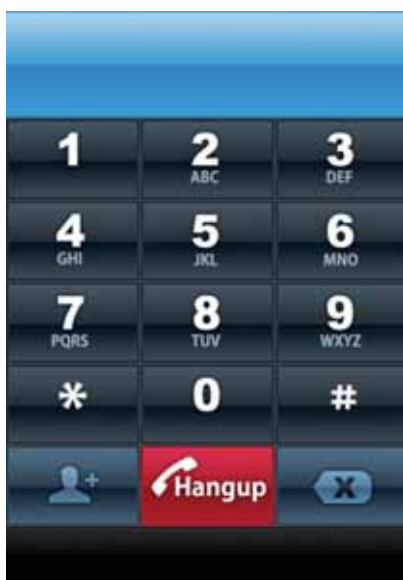 1 2 3
ABC DEF
4 5 6
GHI JKL MNO
7 8 9
PQRS TUV WXYZ
* 0 #
Hangup
X